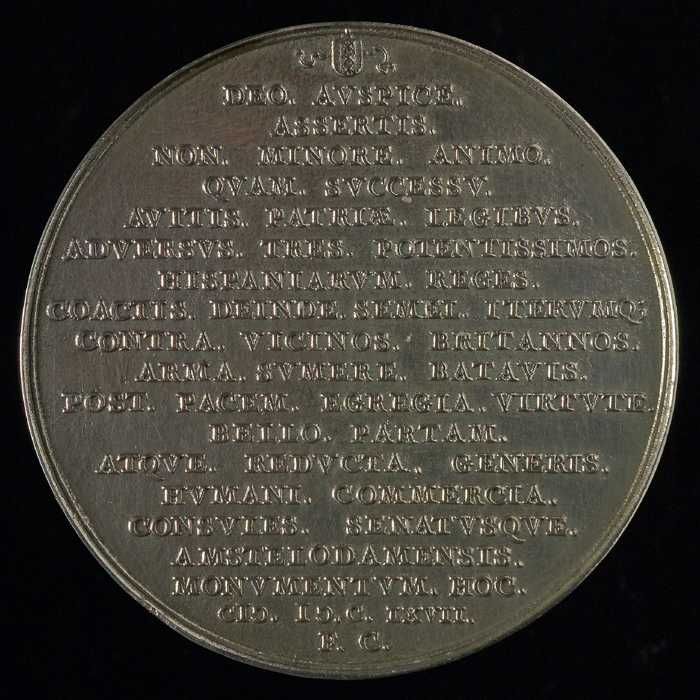 DEO. AVSPICE.
ASSERTIS.
NON. MINORE. ANIMO.
QVAM. SVCCESSV.
AVITIS. PATRIÆ. LEGIBVS.
ADVERSVS. TRES. POTENTISSIMOS.
HISPANIARVM. REGES.
COACTIS. DEINDE. SEMEL. ITERVMQ;
CONTRA. VICINOS. BRITANNOS.
ARMA. SVMERE. BATAVIS.
POST. PACEM. EGREGIA. VIRTVTE.
BELLO. PARTAM.
ATQVE. REDVCTA. GENERIS.
HVMANI. COMMERCIA.
CONSVLES. SENATVSQVE.
AMSTELODAMENSIS.
MONVMENTVM. HOC.
CIↃ. IↃ. C. LXVII.
F. C.